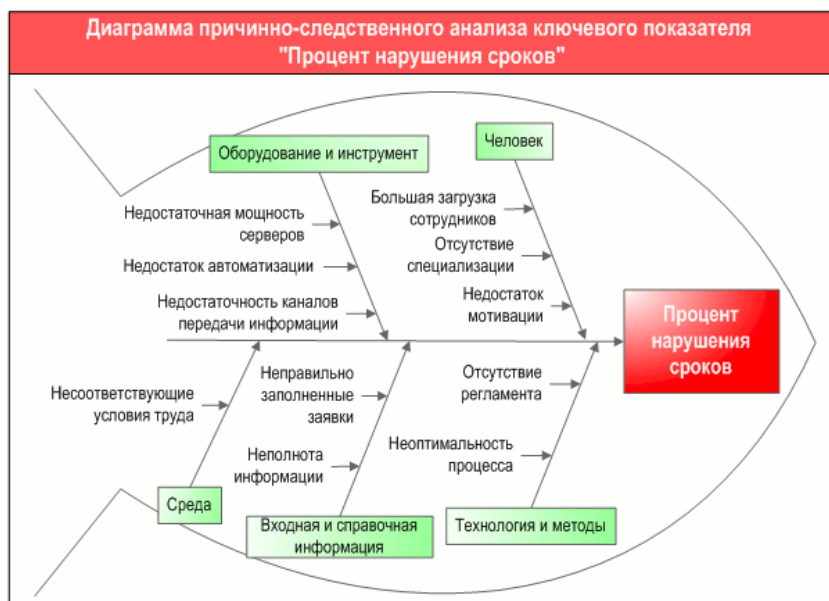 Диаграмма причинно-следственного анализа ключевого показателя
"Процент нарушения сроков"
Оборудование и инструмент
Человек
Недостаточная мощность
серверов
Недостаток автоматизации
Недостаточность каналов
передачи информации
Большая загрузка
сотрудников
Отсутствие
специализации
Недостаток
мотивации
Процент
нарушения
сроков
Несоответствующие
условия труда
Неправильно
заполненные
заявки
Неполнота
информации
Отсутствие
регламента
Неоптимальность
процесса
Среда
Входная и справочная
информация
Технология и методы